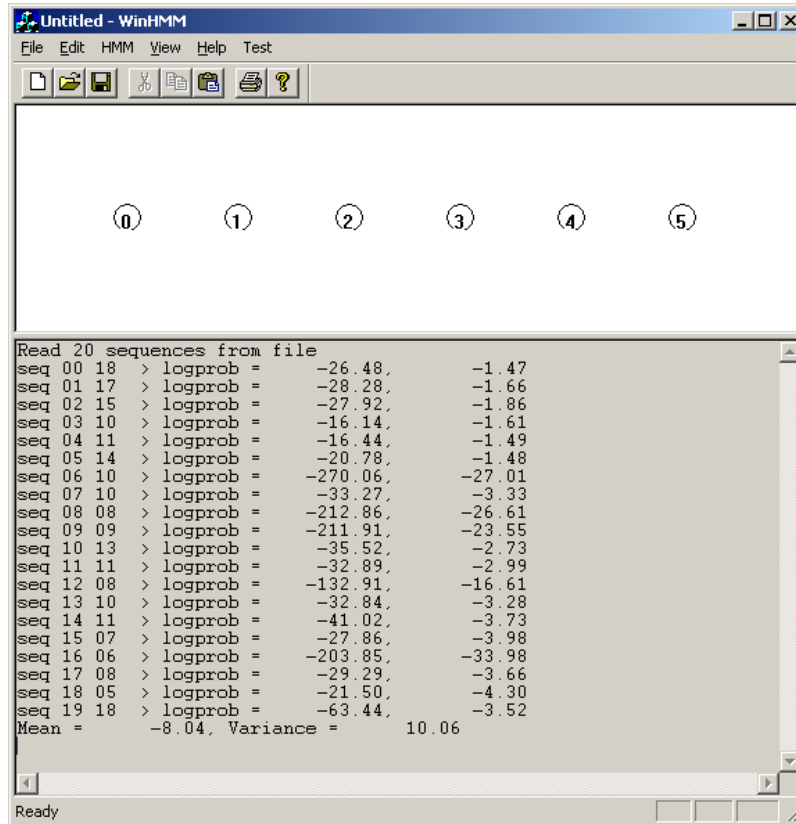 Untitled - WinHMM
File Edit HMM View Help Test
0 1 2 3 4 5
Read 20 sequences from file
seq 00 18 > logprob = -26.48, -1.47
seq 01 17 > logprob = -28.28, -1.66
seq 02 15 > logprob = -27.92, -1.86
seq 03 10 > logprob = -16.14, -1.61
seq 04 11 > logprob = -16.44, -1.49
seq 05 14 > logprob = -20.78, -1.48
seq 06 10 > logprob = -270.06, -27.01
seq 07 10 > logprob = -33.27, -3.33
seq 08 08 > logprob = -212.86, -26.61
seq 09 09 > logprob = -211.91, -23.55
seq 10 13 > logprob = -35.52, -2.73
seq 11 11 > logprob = -32.89, -2.99
seq 12 08 > logprob = -132.91, -16.61
seq 13 10 > logprob = -32.84, -3.28
seq 14 11 > logprob = -41.02, -3.73
seq 15 07 > logprob = -27.86, -3.98
seq 16 06 > logprob = -203.85, -33.98
seq 17 08 > logprob = -29.29, -3.66
seq 18 05 > logprob = -21.50, -4.30
seq 19 18 > logprob = -63.44, -3.52
Mean = -8.04, Variance = 10.06
Ready